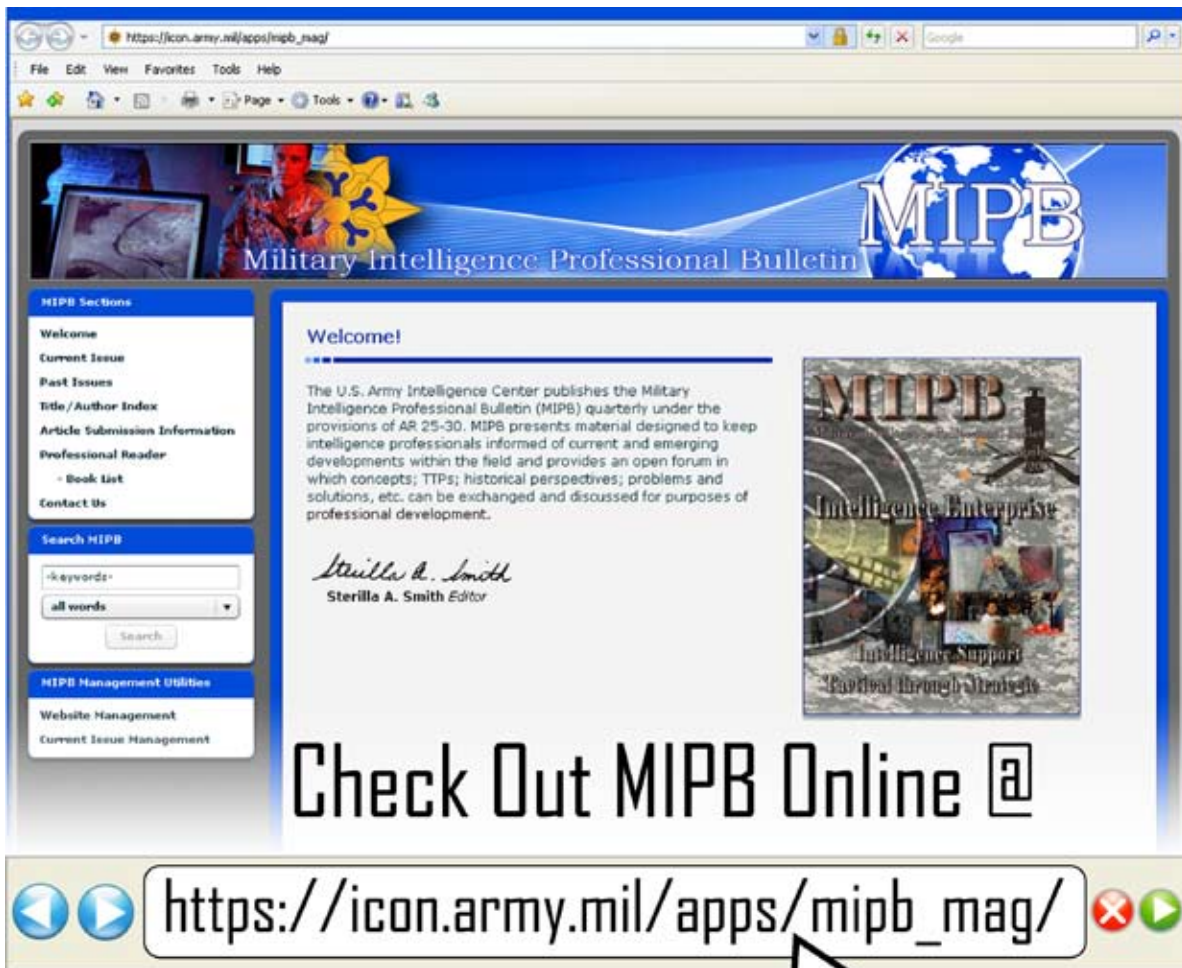 https://icon.army.mil/apps/mipb_mag/
Google
File Edit View Favorites Tools Help
Page Tools
MIPB
Military Intelligence Professional Bulletin
MIPB Sections
Welcome
Current Issue
Past Issues
Title/Author Index
Article Submission Information
Professional Reader
- Book List
Contact Us
Search MIPB
-keywords-
all words
Search
MIPB Management Utilities
Website Management
Current Issue Management
Welcome!
The U.S. Army Intelligence Center publishes the Military
Intelligence Professional Bulletin (MIPB) quarterly under the
provisions of AR 25-30. MIPB presents material designed to keep
intelligence professionals informed of current and emerging
developments within the field and provides an open forum in
which concepts; TTPs; historical perspectives; problems and
solutions, etc. can be exchanged and discussed for purposes of
professional development.
Sterilla A. Smith
Sterilla A. Smith Editor
MIPB
Intelligence Enterprise
Intelligence Support
Tactical through Strategic
Check Out MIPB Online @
https://icon.army.mil/apps/mipb_mag/